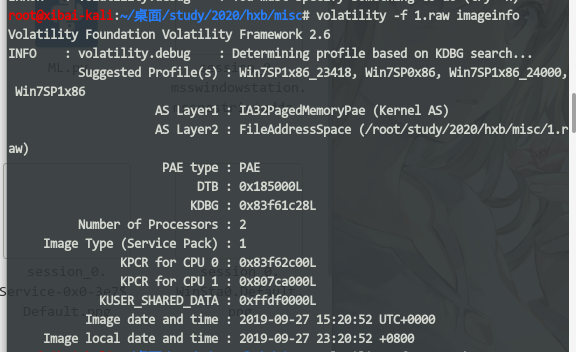 root@xibai-kali:~/桌面/study/2020/hxb/misc# volatility -f 1.raw imageinfo
Volatility Foundation Volatility Framework 2.6
INFO    : volatility.debug    : Determining profile based on KDBG search...
Suggested Profile(s) : Win7SP1x86_23418, Win7SP0x86, Win7SP1x86_24000,
Win7SP1x86
AS Layer1 : IA32PagedMemoryPae (Kernel AS)
AS Layer2 : FileAddressSpace (/root/study/2020/hxb/misc/1.r
aw)
PAE type : PAE
DTB : 0x185000L
KDBG : 0x83f61c28L
Number of Processors : 2
Image Type (Service Pack) : 1
KPCR for CPU 0 : 0x83f62c00L
KPCR for CPU 1 : 0x807ca000L
KUSER_SHARED_DATA : 0xffdf0000L
Image date and time : 2019-09-27 15:20:52 UTC+0000
Image local date and time : 2019-09-27 23:20:52 +0800